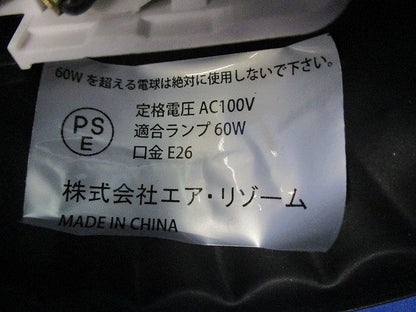 60W を超える電球は絶対に使用しないで下さい。
PS
E
定格電圧 AC100V
適合ランプ 60W
口金 E26
株式会社エア・リゾーム
MADE IN CHINA